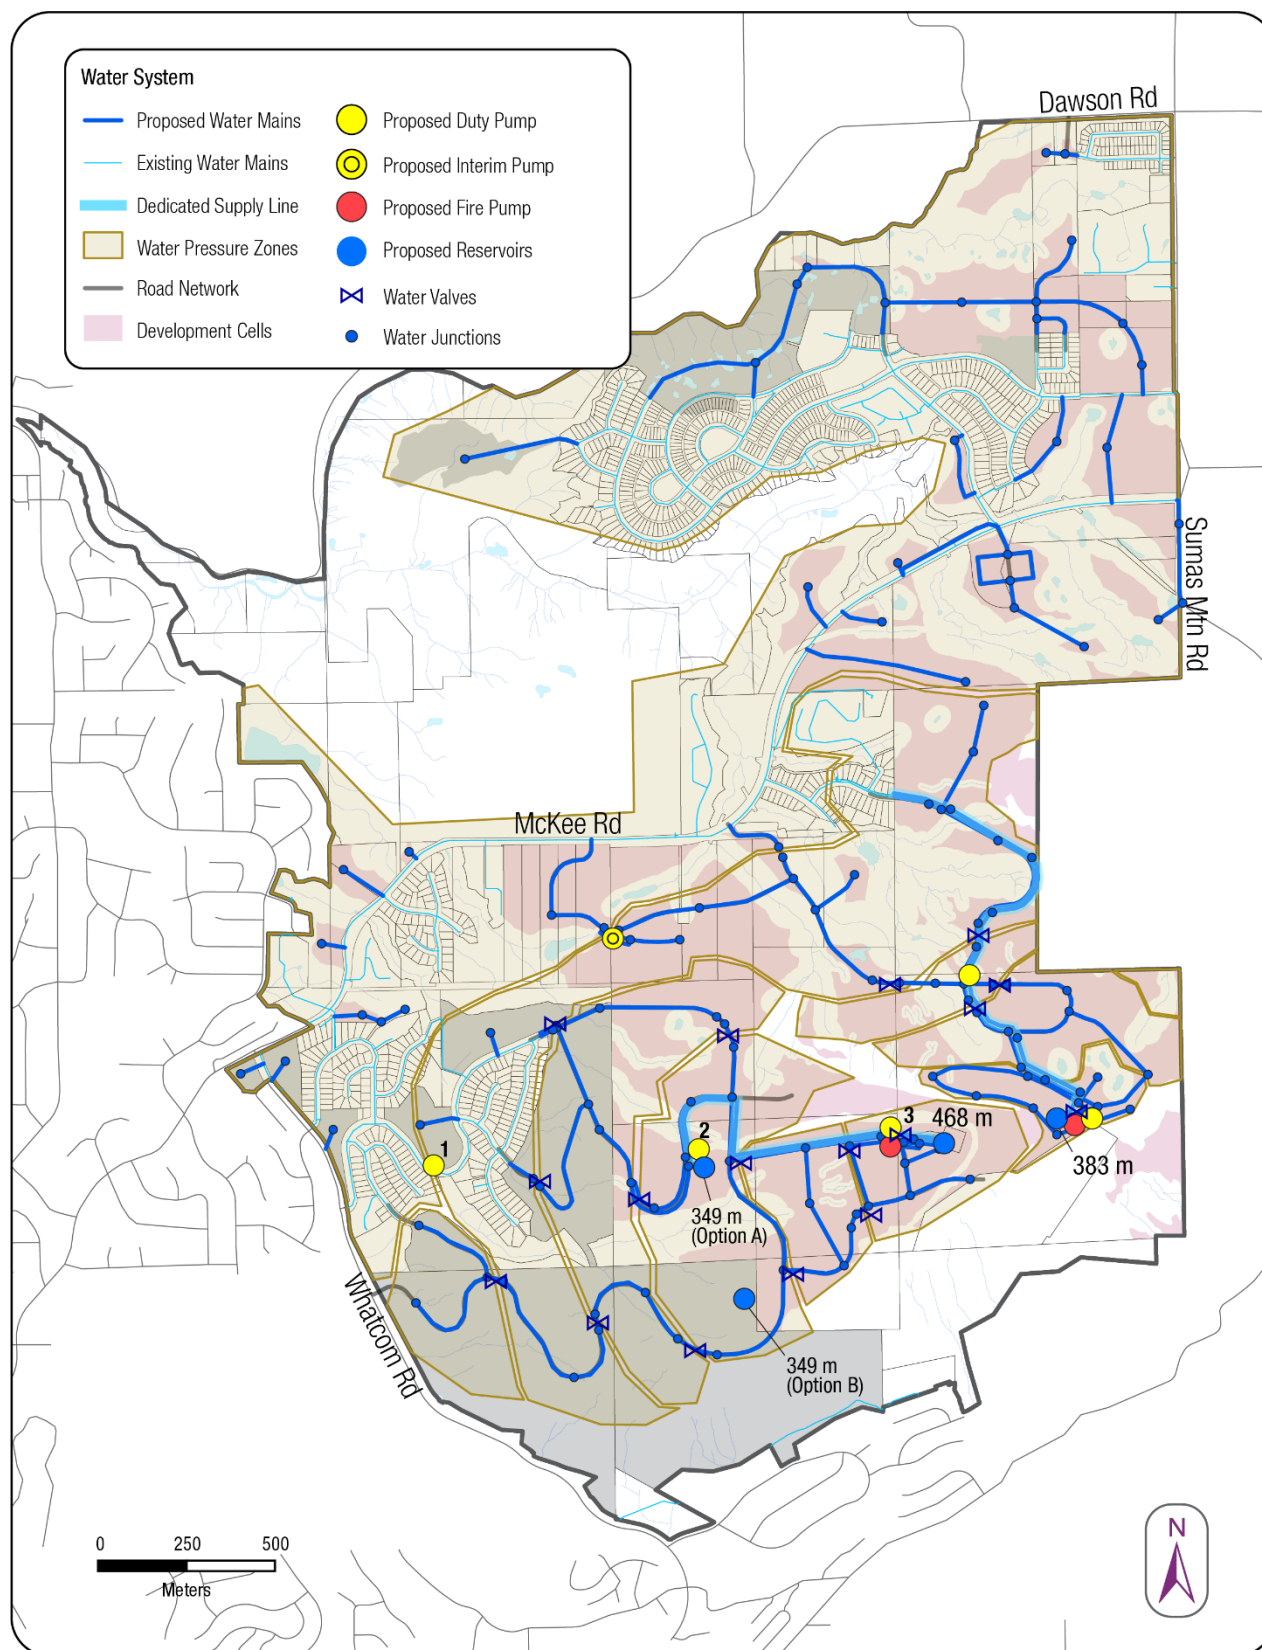 Water System
Proposed Water Mains
Existing Water Mains
Dedicated Supply Line
Water Pressure Zones
Road Network
Development Cells
Proposed Duty Pump
Proposed Interim Pump
Proposed Fire Pump
Proposed Reservoirs
Water Valves
Water Junctions
Dawson Rd
Sumas Mtn Rd
McKee Rd
1
2
3
468 m
383 m
349 m
(Option A)
349 m
(Option B)
Whatcom Rd
0 250 500
Meters
N